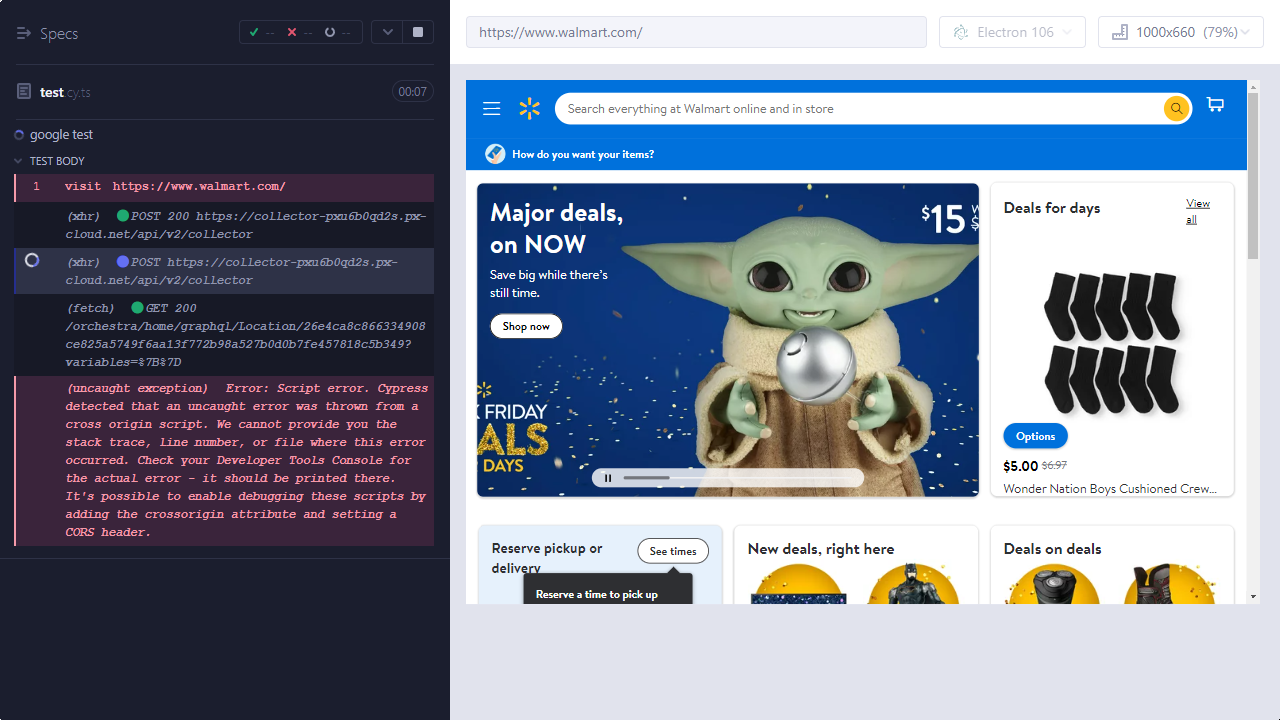 Specs
-- -- --
test cy.ts
00:07
google test
TEST BODY
1 visit https://www.walmart.com/
(xhr) POST 200 https://collector-pxu6b0qd2s.px-
cloud.net/api/v2/collector
(xhr) POST https://collector-pxu6b0qd2s.px-
cloud.net/api/v2/collector
(fetch) GET 200
/orchestra/home/graphql/Location/26e4ca8c866334908
ce825a5749f6aa13f772b98a527b0d0b7fe457818c5b349?
variables=%7B%7D
(uncaught exception) Error: Script error. Cypress
detected that an uncaught error was thrown from a
cross origin script. We cannot provide you the
stack trace, line number, or file where this error
occurred. Check your Developer Tools Console for
the actual error - it should be printed there.
It's possible to enable debugging these scripts by
adding the crossorigin attribute and setting a
CORS header.
https://www.walmart.com/
Electron 106
1000x660 (79%)
Search everything at Walmart online and in store
How do you want your items?
Major deals,
on NOW
Save big while there's
still time.
Shop now
$15
K FRIDAY
ALS
DAYS
Deals for days
View
all
Options
$5.00 $6.97
Wonder Nation Boys Cushioned Crew...
Reserve pickup or
delivery
See times
Reserve a time to pick up
New deals, right here
Deals on deals